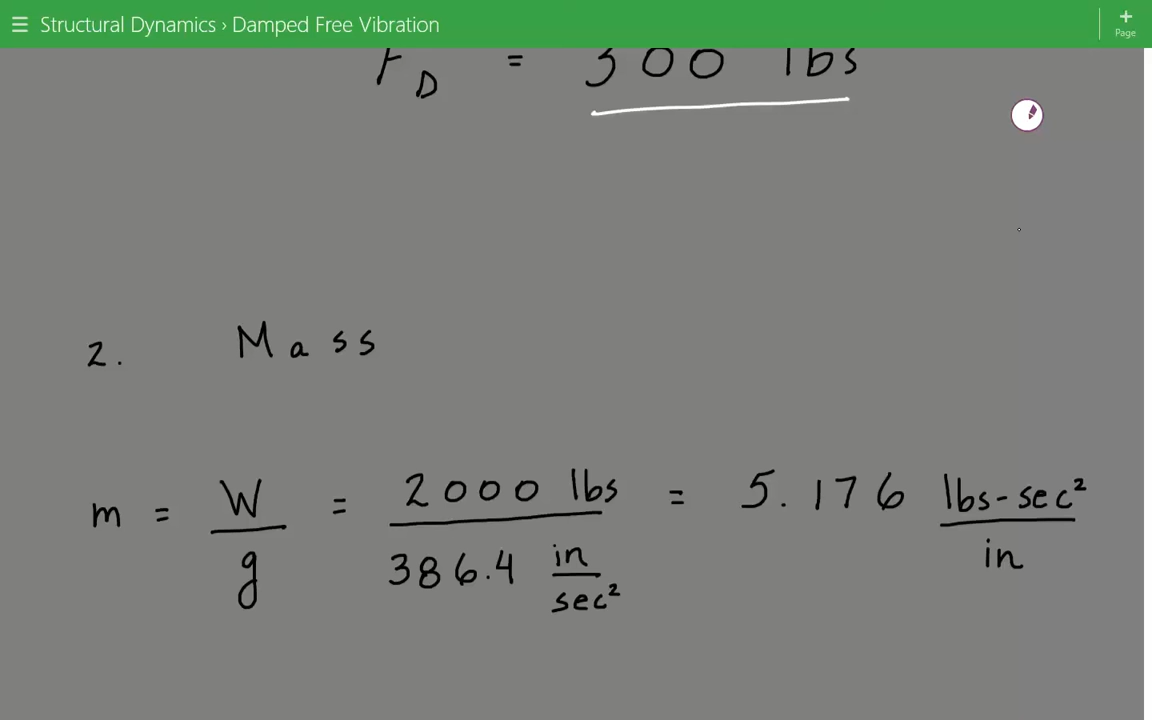 Structural Dynamics › Damped Free Vibration
Page
F_D = 300 lbs
2. Mass
m = W/g = 2000 lbs / 386.4 in/sec² = 5.176 lbs-sec²/in